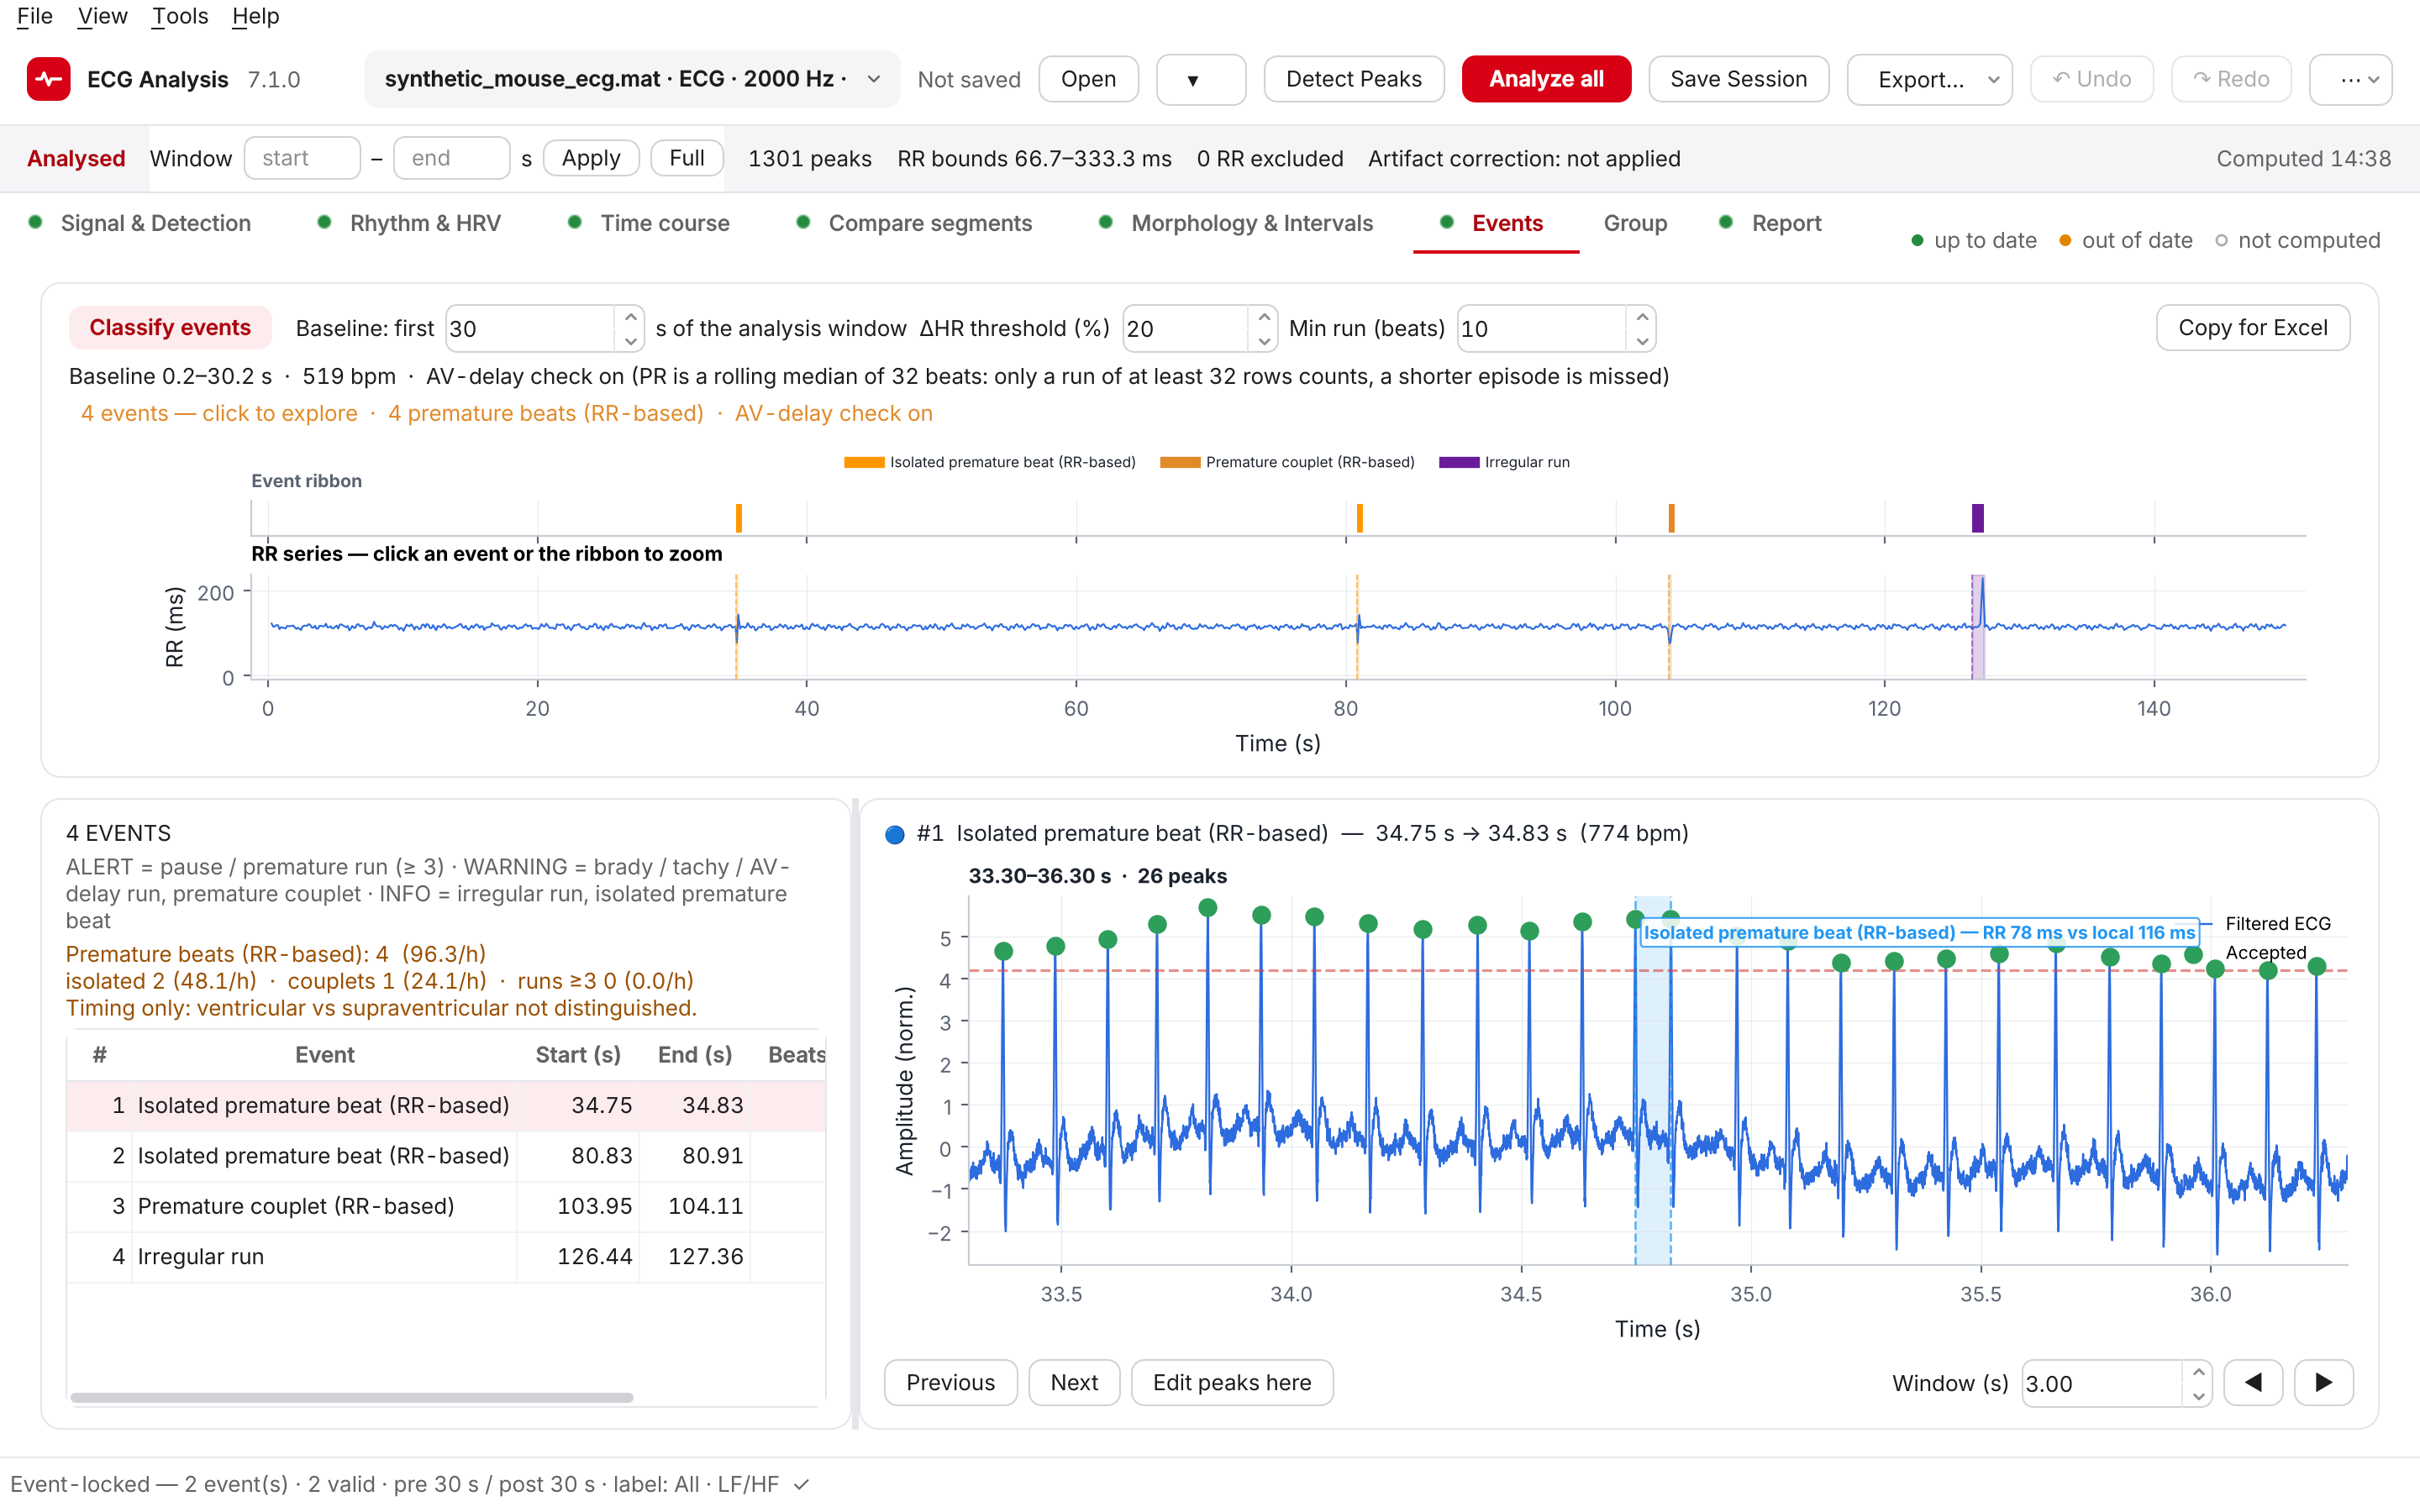 File View Tools Help
ECG Analysis 7.1.0 synthetic_mouse_ecg.mat · ECG · 2000 Hz · Not saved Open ▼ Detect Peaks Analyze all Save Session Export... ↶ Undo ↷ Redo ...
Analysed Window start – end s Apply Full 1301 peaks RR bounds 66.7–333.3 ms 0 RR excluded Artifact correction: not applied Computed 14:38
Signal & Detection Rhythm & HRV Time course Compare segments Morphology & Intervals Events Group Report up to date out of date not computed
Classify events Baseline: first 30 s of the analysis window ΔHR threshold (%) 20 Min run (beats) 10 Copy for Excel
Baseline 0.2–30.2 s · 519 bpm · AV-delay check on (PR is a rolling median of 32 beats: only a run of at least 32 rows counts, a shorter episode is missed)
4 events — click to explore · 4 premature beats (RR-based) · AV-delay check on
Isolated premature beat (RR-based) Premature couplet (RR-based) Irregular run
Event ribbon
RR series — click an event or the ribbon to zoom
RR (ms)
200
0
0 20 40 60 80 100 120 140
Time (s)
4 EVENTS
ALERT = pause / premature run (≥ 3) · WARNING = brady / tachy / AV-
delay run, premature couplet · INFO = irregular run, isolated premature
beat
Premature beats (RR-based): 4 (96.3/h)
isolated 2 (48.1/h) · couplets 1 (24.1/h) · runs ≥3 0 (0.0/h)
Timing only: ventricular vs supraventricular not distinguished.
# Event Start (s) End (s) Beats
1 Isolated premature beat (RR-based) 34.75 34.83
2 Isolated premature beat (RR-based) 80.83 80.91
3 Premature couplet (RR-based) 103.95 104.11
4 Irregular run 126.44 127.36
#1 Isolated premature beat (RR-based) — 34.75 s → 34.83 s (774 bpm)
33.30–36.30 s · 26 peaks
Isolated premature beat (RR-based) — RR 78 ms vs local 116 ms
Filtered ECG
Accepted
Amplitude (norm.)
5
4
3
2
1
0
−1
−2
33.5 34.0 34.5 35.0 35.5 36.0
Time (s)
Previous Next Edit peaks here Window (s) 3.00 ◀ ▶
Event-locked — 2 event(s) · 2 valid · pre 30 s / post 30 s · label: All · LF/HF ✓